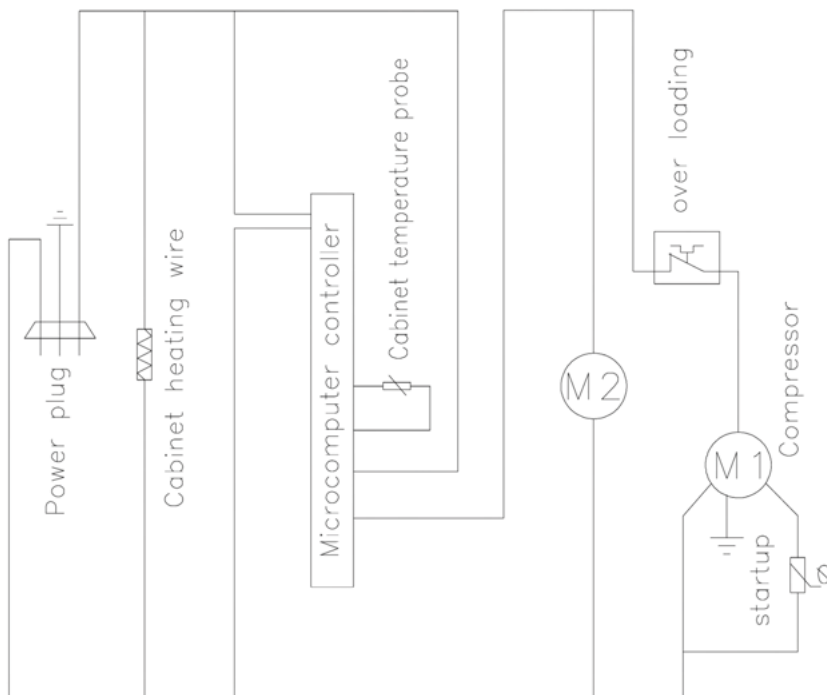 Power plug
Cabinet heating wire
Microcomputer controller
Cabinet temperature probe
M2
over loading
M1
Compressor
startup